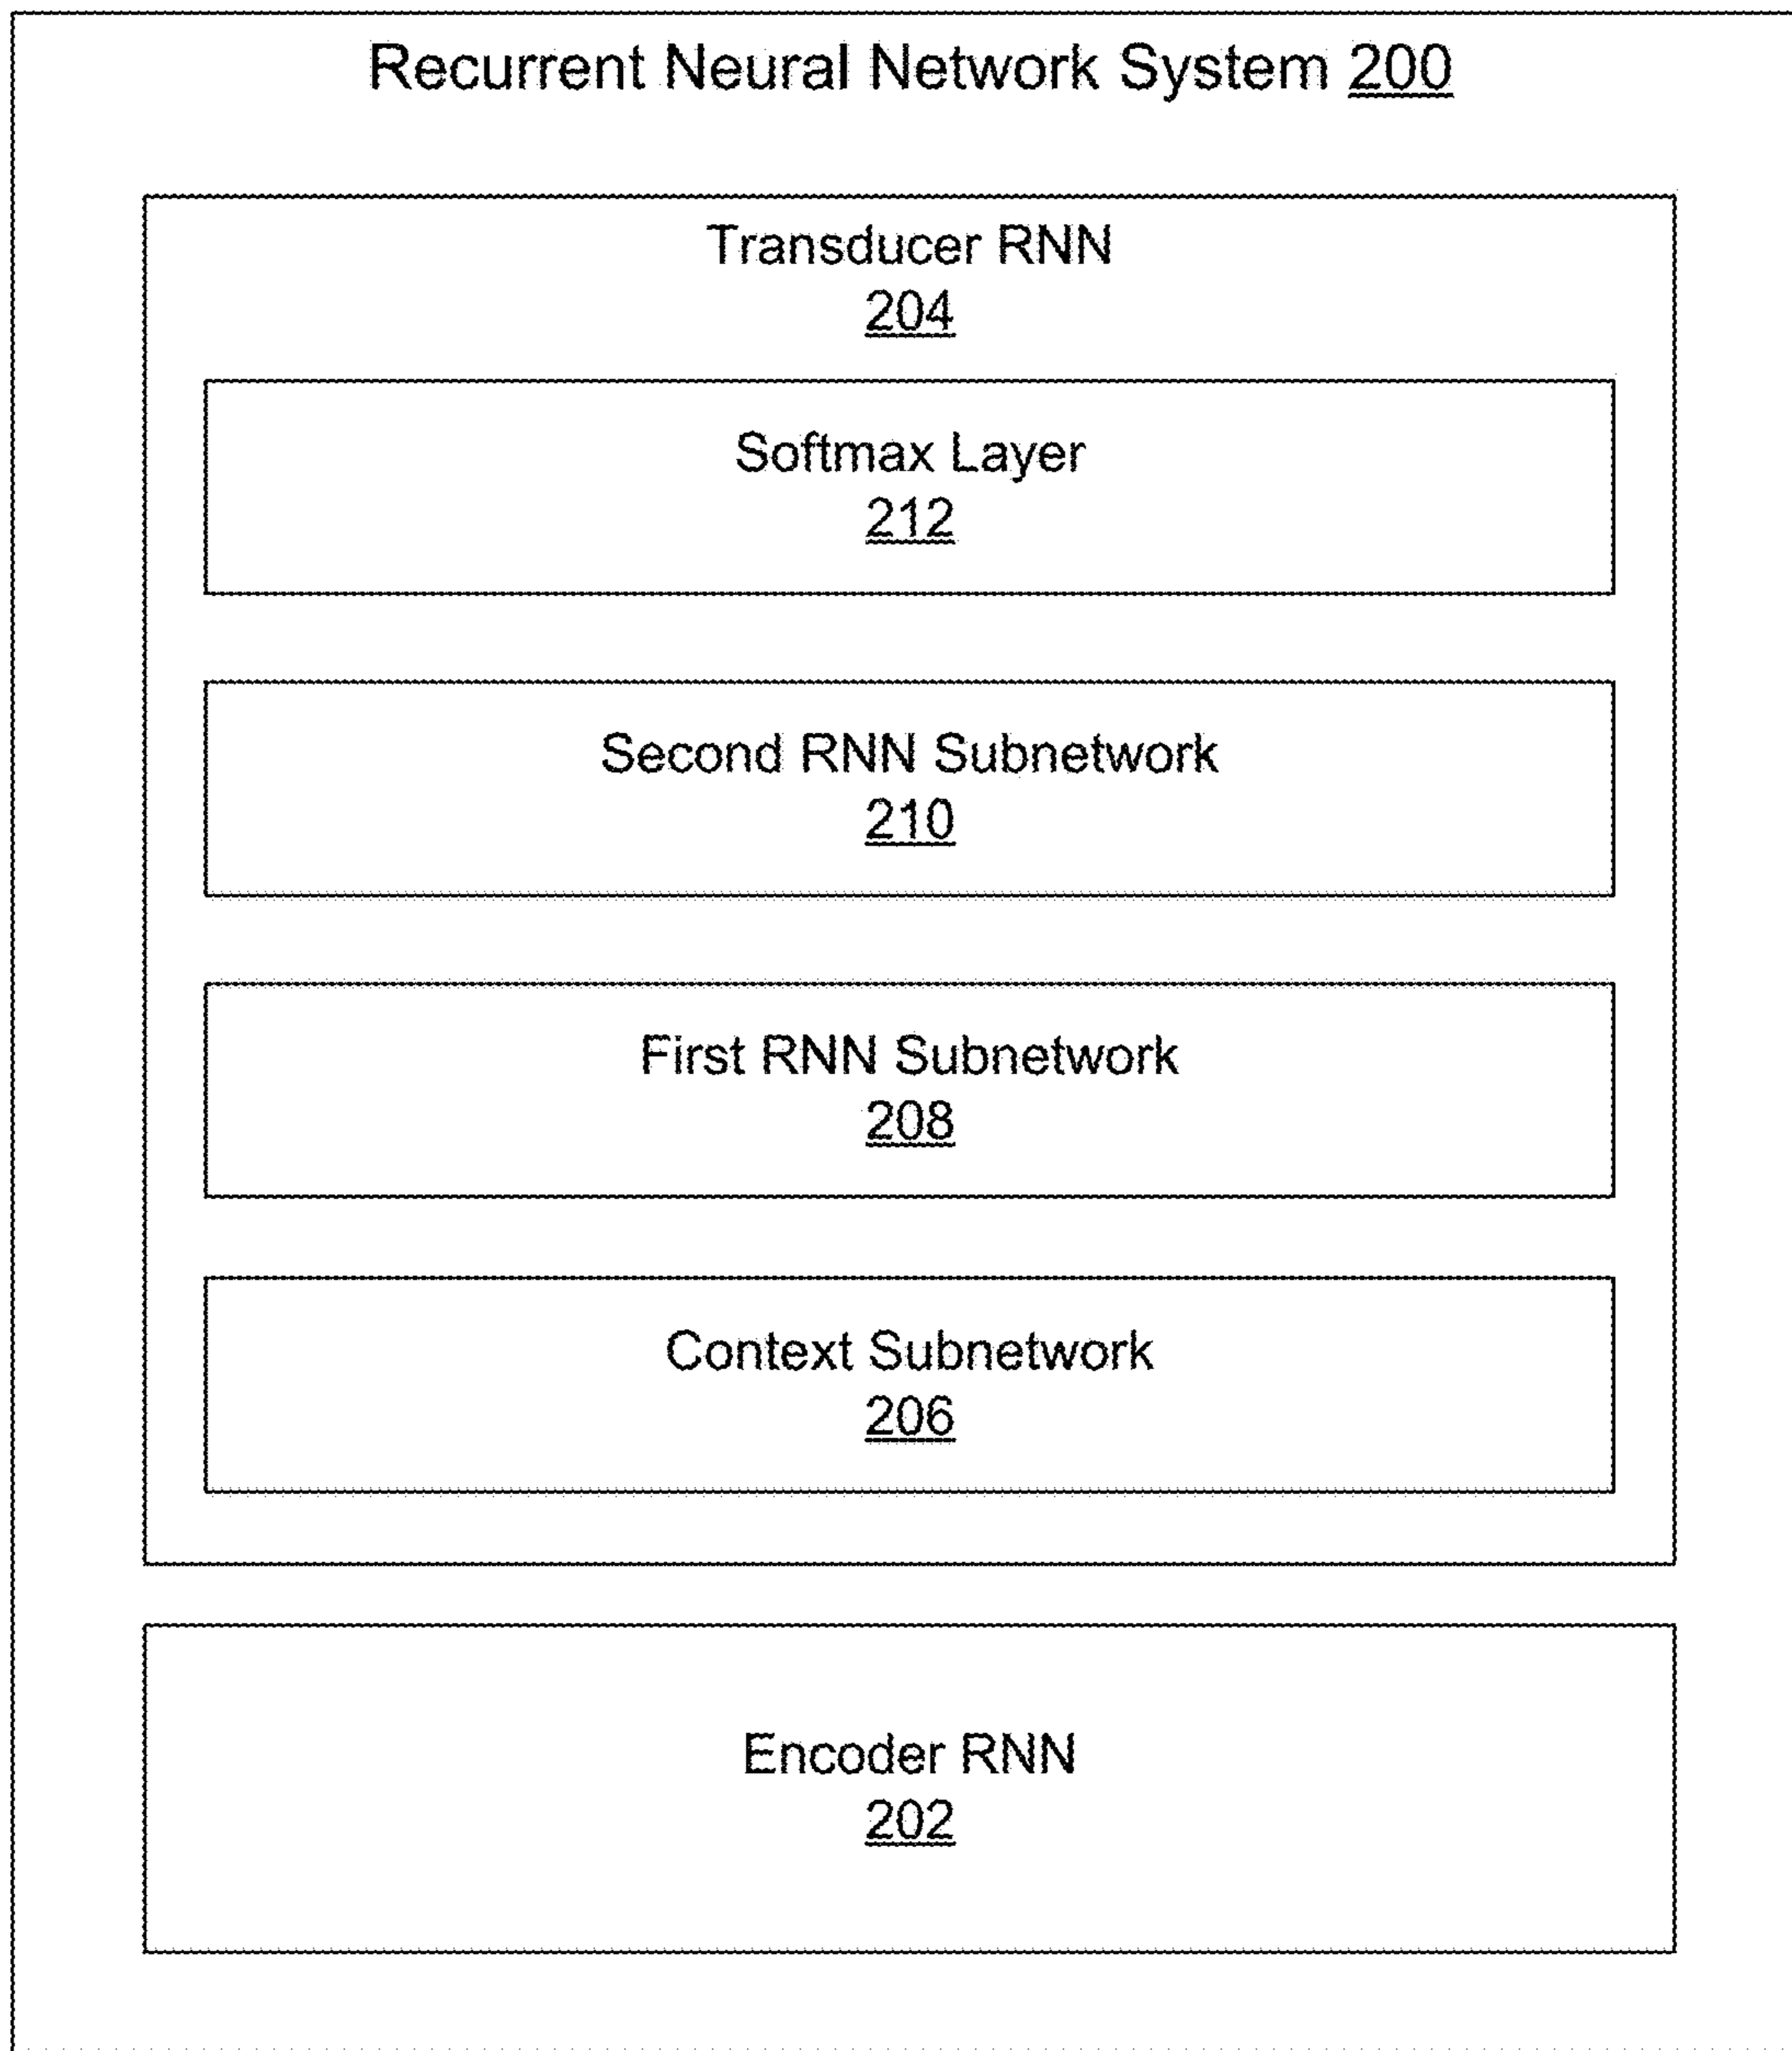 Recurrent Neural Network System 200
Transducer RNN
204
Softmax Layer
212
Second RNN Subnetwork
210
First RNN Subnetwork
208
Context Subnetwork
206
Encoder RNN
202